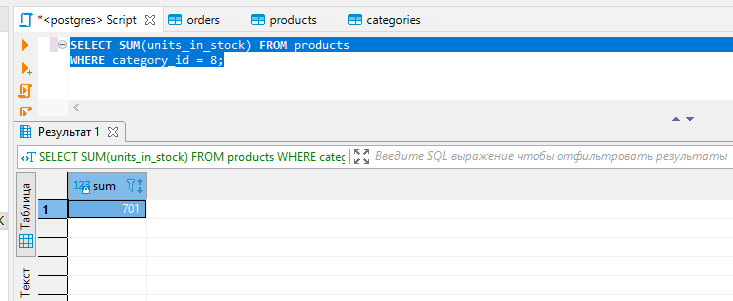 *<postgres> Script
orders
products
categories
SELECT SUM(units_in_stock) FROM products
WHERE category_id = 8;
Результат 1
SELECT SUM(units_in_stock) FROM products WHERE categ
Введите SQL выражение чтобы отфильтровать результаты
Таблица
Текст
123 sum
1
701